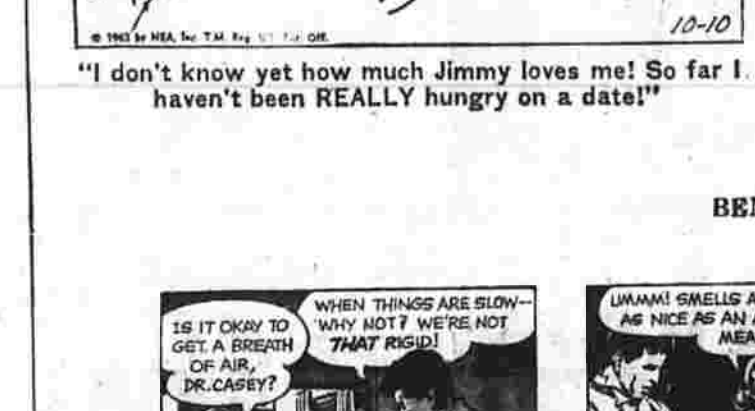 © 1963 by NEA, Inc. T.M. Reg. U.S. Pat. Off.
10-10
"I don't know yet how much Jimmy loves me! So far I
haven't been REALLY hungry on a date!"
IS IT OKAY TO
GET A BREATH
OF AIR,
DR. CASEY?
WHEN THINGS ARE SLOW--
WHY NOT? WE'RE NOT
THAT RIGID!
UMMM! SMELLS
AS NICE AS AN